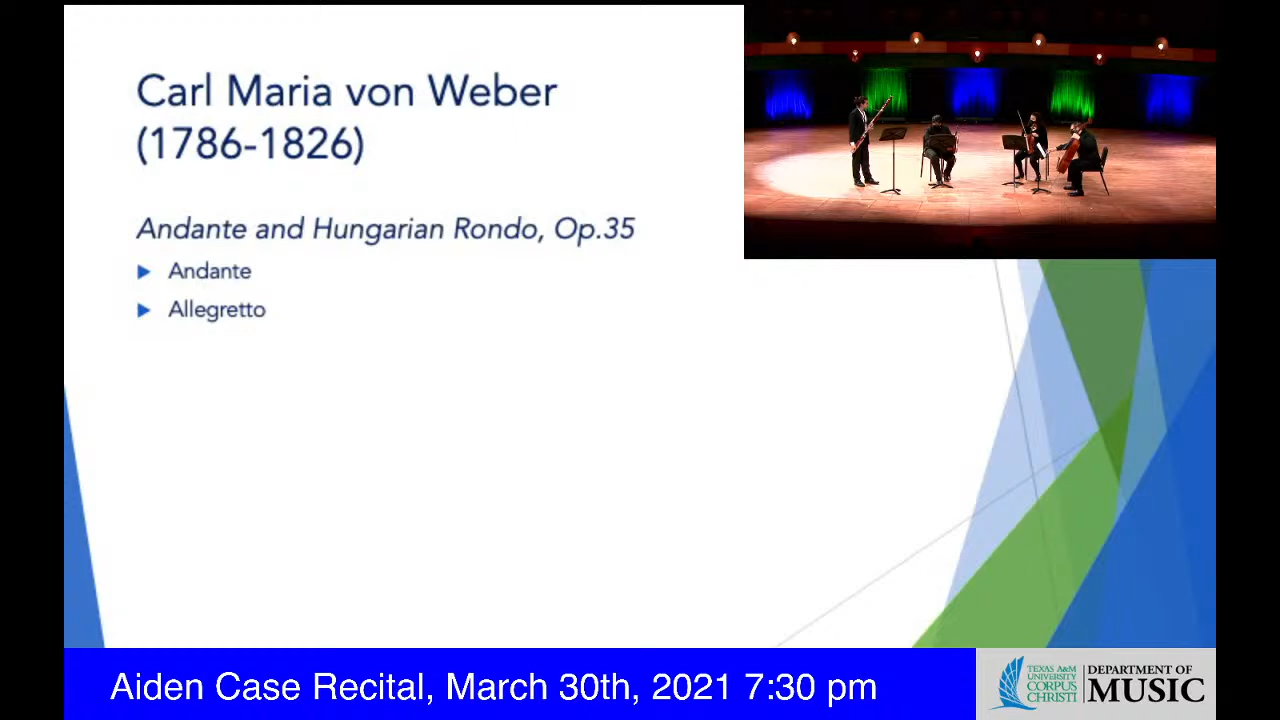 Carl Maria von Weber
(1786-1826)
Andante and Hungarian Rondo, Op.35
Andante
Allegretto
Aiden Case Recital, March 30th, 2021 7:30 pm
TEXAS A&M
UNIVERSITY
CORPUS
CHRISTI
DEPARTMENT OF
MUSIC